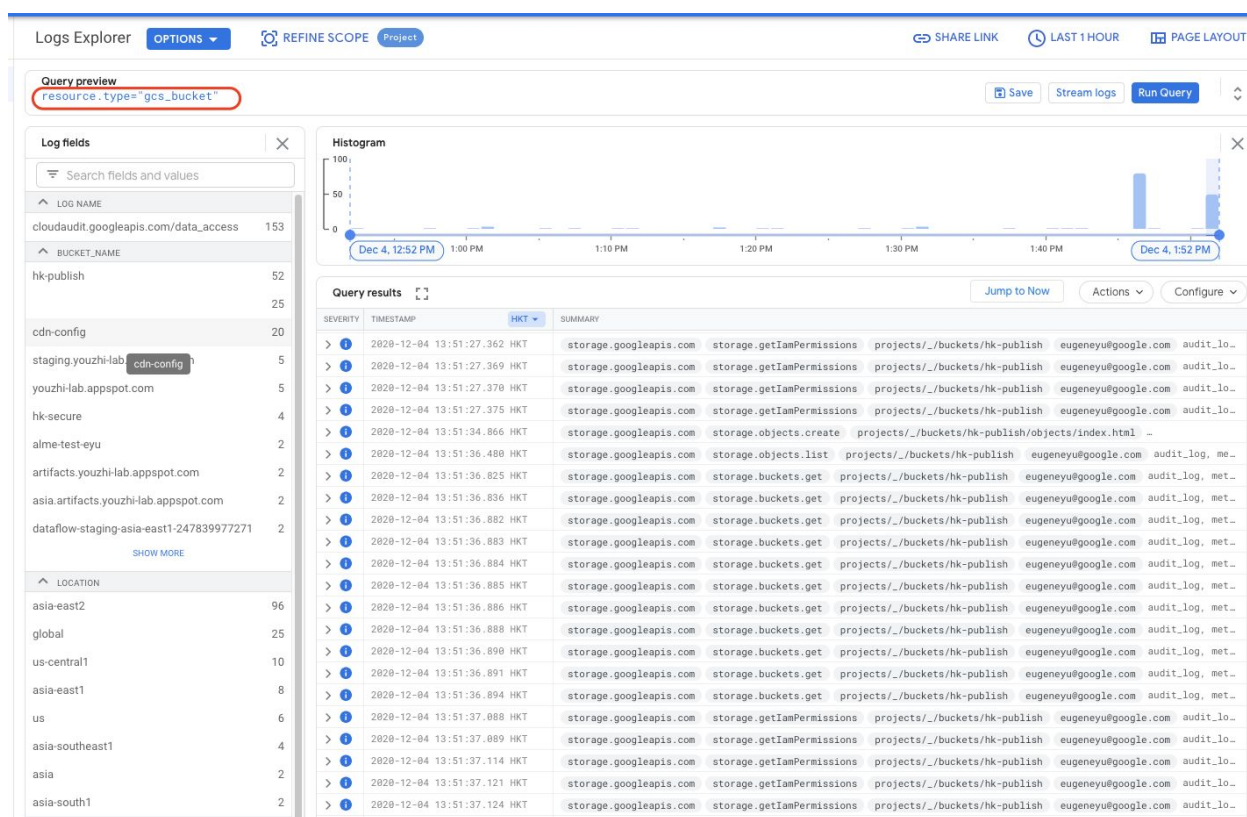 Logs Explorer OPTIONS REFINE SCOPE Project SHARE LINK LAST 1 HOUR PAGE LAYOUT
Query preview
resource.type="gcs_bucket" Save Stream logs Run Query
Log fields
Search fields and values
LOG NAME
cloudaudit.googleapis.com/data_access 153
BUCKET_NAME
hk-publish 52
25
cdn-config 20
staging.youzhi-lab. 5
cdn-config
youzhi-lab.appspot.com 5
hk-secure 4
alme-test-eyu 2
artifacts.youzhi-lab.appspot.com 2
asia.artifacts.youzhi-lab.appspot.com 2
dataflow-staging-asia-east1-247839977271 2
SHOW MORE
LOCATION
asia-east2 96
global 25
us-central1 10
asia-east1 8
us 6
asia-southeast1 4
asia 2
asia-south1 2
Histogram
100
50
0
Dec 4, 12:52 PM 1:00 PM 1:10 PM 1:20 PM 1:30 PM 1:40 PM Dec 4, 1:52 PM
Query results Jump to Now Actions Configure
SEVERITY TIMESTAMP HKT SUMMARY
2020-12-04 13:51:27.362 HKT storage.googleapis.com storage.getIamPermissions projects/_/buckets/hk-publish eugeneyu@google.com audit_lo…
2020-12-04 13:51:27.369 HKT storage.googleapis.com storage.getIamPermissions projects/_/buckets/hk-publish eugeneyu@google.com audit_lo…
2020-12-04 13:51:27.370 HKT storage.googleapis.com storage.getIamPermissions projects/_/buckets/hk-publish eugeneyu@google.com audit_lo…
2020-12-04 13:51:27.375 HKT storage.googleapis.com storage.getIamPermissions projects/_/buckets/hk-publish eugeneyu@google.com audit_lo…
2020-12-04 13:51:34.866 HKT storage.googleapis.com storage.objects.create projects/_/buckets/hk-publish/objects/index.html …
2020-12-04 13:51:36.480 HKT storage.googleapis.com storage.objects.list projects/_/buckets/hk-publish eugeneyu@google.com audit_log, me…
2020-12-04 13:51:36.825 HKT storage.googleapis.com storage.buckets.get projects/_/buckets/hk-publish eugeneyu@google.com audit_log, met…
2020-12-04 13:51:36.836 HKT storage.googleapis.com storage.buckets.get projects/_/buckets/hk-publish eugeneyu@google.com audit_log, met…
2020-12-04 13:51:36.882 HKT storage.googleapis.com storage.buckets.get projects/_/buckets/hk-publish eugeneyu@google.com audit_log, met…
2020-12-04 13:51:36.883 HKT storage.googleapis.com storage.buckets.get projects/_/buckets/hk-publish eugeneyu@google.com audit_log, met…
2020-12-04 13:51:36.884 HKT storage.googleapis.com storage.buckets.get projects/_/buckets/hk-publish eugeneyu@google.com audit_log, met…
2020-12-04 13:51:36.885 HKT storage.googleapis.com storage.buckets.get projects/_/buckets/hk-publish eugeneyu@google.com audit_log, met…
2020-12-04 13:51:36.886 HKT storage.googleapis.com storage.buckets.get projects/_/buckets/hk-publish eugeneyu@google.com audit_log, met…
2020-12-04 13:51:36.888 HKT storage.googleapis.com storage.buckets.get projects/_/buckets/hk-publish eugeneyu@google.com audit_log, met…
2020-12-04 13:51:36.890 HKT storage.googleapis.com storage.buckets.get projects/_/buckets/hk-publish eugeneyu@google.com audit_log, met…
2020-12-04 13:51:36.891 HKT storage.googleapis.com storage.buckets.get projects/_/buckets/hk-publish eugeneyu@google.com audit_log, met…
2020-12-04 13:51:36.894 HKT storage.googleapis.com storage.buckets.get projects/_/buckets/hk-publish eugeneyu@google.com audit_log, met…
2020-12-04 13:51:37.088 HKT storage.googleapis.com storage.getIamPermissions projects/_/buckets/hk-publish eugeneyu@google.com audit_lo…
2020-12-04 13:51:37.089 HKT storage.googleapis.com storage.getIamPermissions projects/_/buckets/hk-publish eugeneyu@google.com audit_lo…
2020-12-04 13:51:37.114 HKT storage.googleapis.com storage.getIamPermissions projects/_/buckets/hk-publish eugeneyu@google.com audit_lo…
2020-12-04 13:51:37.121 HKT storage.googleapis.com storage.getIamPermissions projects/_/buckets/hk-publish eugeneyu@google.com audit_lo…
2020-12-04 13:51:37.124 HKT storage.googleapis.com storage.getIamPermissions projects/_/buckets/hk-publish eugeneyu@google.com audit_lo…